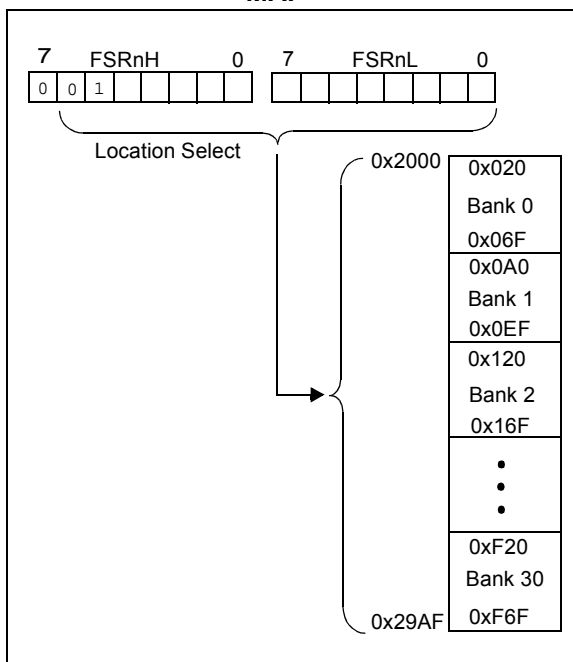 7 FSRnH 0 7 FSRnL 0
0 0 1
Location Select
0x2000
0x020
Bank 0
0x06F
0x0A0
Bank 1
0x0EF
0x120
Bank 2
0x16F
0xF20
Bank 30
0xF6F
0x29AF